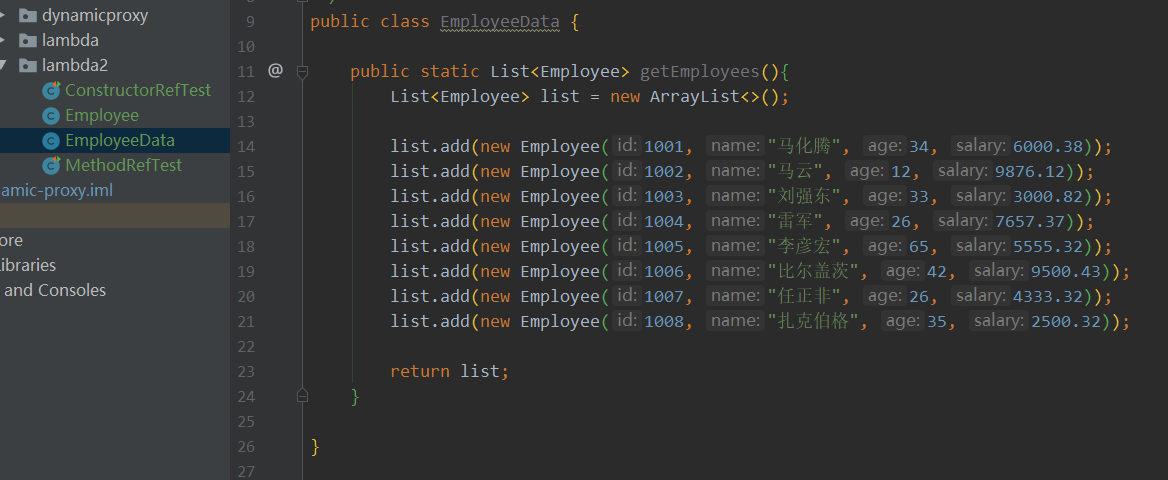 dynamicproxy
lambda
lambda2
ConstructorRefTest
Employee
EmployeeData
MethodRefTest
amic-proxy.iml
ore
ibraries
and Consoles
9 public class EmployeeData {
10
11 @ public static List<Employee> getEmployees(){
12 List<Employee> list = new ArrayList<>();
13
14 list.add(new Employee( id: 1001, name: "马化腾", age: 34, salary: 6000.38));
15 list.add(new Employee( id: 1002, name: "马云", age: 12, salary: 9876.12));
16 list.add(new Employee( id: 1003, name: "刘强东", age: 33, salary: 3000.82));
17 list.add(new Employee( id: 1004, name: "雷军", age: 26, salary: 7657.37));
18 list.add(new Employee( id: 1005, name: "李彦宏", age: 65, salary: 5555.32));
19 list.add(new Employee( id: 1006, name: "比尔盖茨", age: 42, salary: 9500.43));
20 list.add(new Employee( id: 1007, name: "任正非", age: 26, salary: 4333.32));
21 list.add(new Employee( id: 1008, name: "扎克伯格", age: 35, salary: 2500.32));
22
23 return list;
24 }
25
26 }
27